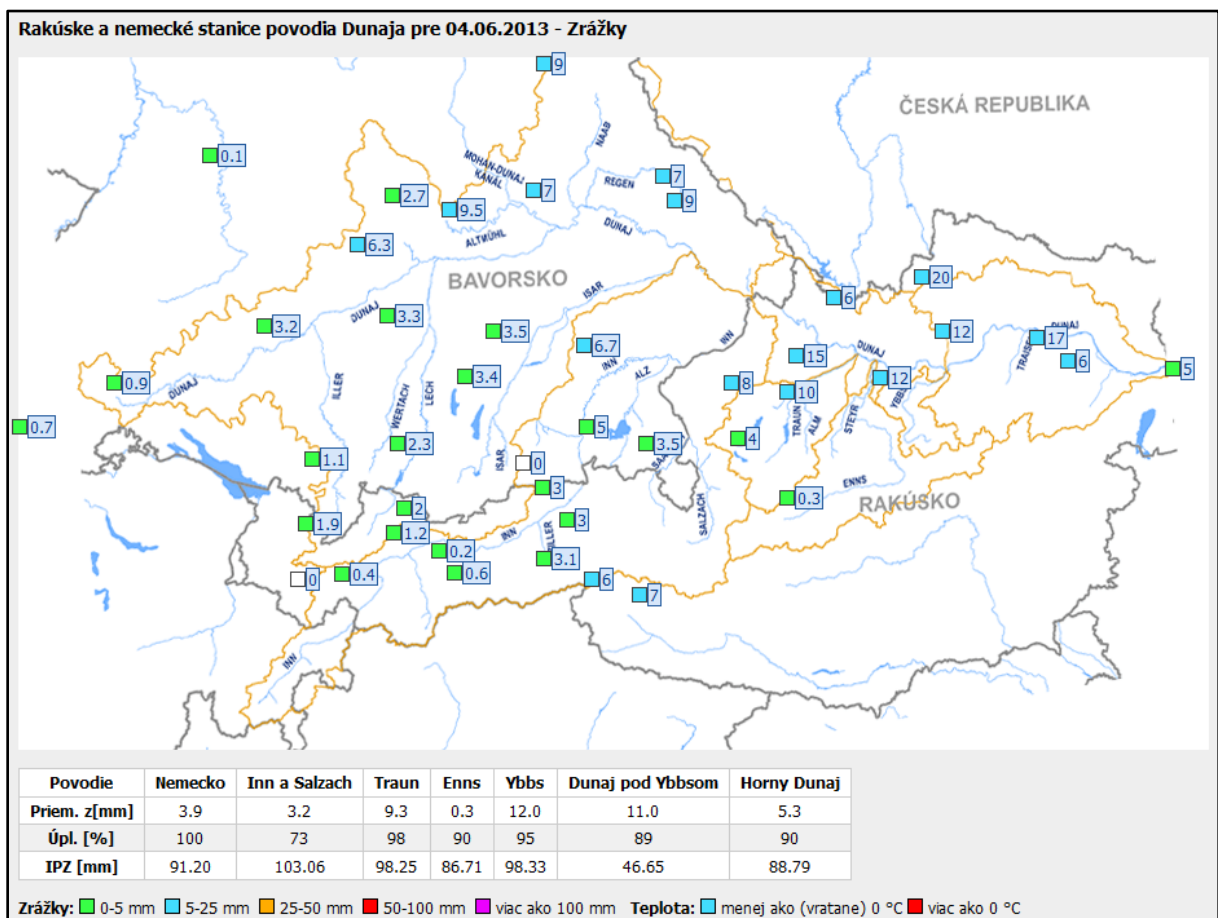 Rakúske a nemecké stanice povodia Dunaja pre 04.06.2013 - Zrážky
9
ČESKÁ REPUBLIKA
NAAB
0.1
MOHAN-DUNAJ
KANÁL
7
REGEN
7
2.7
9
9.5
DUNAJ
ALTMÜHL
6.3
BAVORSKO
20
ISAR
6
DUNAJ
3.3
3.2
3.5
12
17
DUNAJ
INN
6.7
DUNAJ
15
TRAISEN
6
INN
ALZ
5
3.4
0.9
DUNAJ
ILLER
LECH
8
12
10
YBBS
WERTACH
TRAUN
ALM
STEYR
0.7
5
4
2.3
3.5
1.1
ISAR
0
ENNS
3
0.3
RAKÚSKO
SALZACH
2
1.9
3
1.2
INN
0.2
3.1
0.4
0.6
0
6
7
INN
Povodie Nemecko Inn a Salzach Traun Enns Ybbs Dunaj pod Ybbsom Horny Dunaj
Priem. z[mm] 3.9 3.2 9.3 0.3 12.0 11.0 5.3
Úpl. [%] 100 73 98 90 95 89 90
IPZ [mm] 91.20 103.06 98.25 86.71 98.33 46.65 88.79
Zrážky: 0-5 mm 5-25 mm 25-50 mm 50-100 mm viac ako 100 mm Teplota: menej ako (vratane) 0 °C viac ako 0 °C